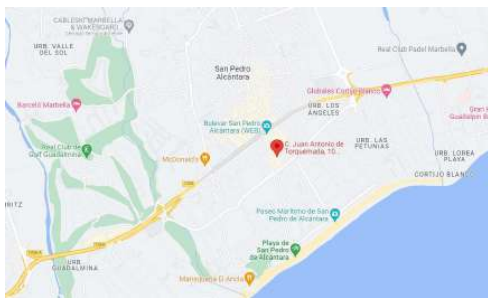 CABLESKI MARBELLA
& WAKEBOARD
URB. VALLE
DEL SOL
San Pedro
Alcántara
Real Club Padel Marbella
Barceló Marbella
Globales Cortijo Blanco
URB. LOS
ÁNGELES
Bulevar San Pedro
Alcántara (WEB)
Real Club de
Golf Guadalmina
McDonald's
C. Juan Antonio de
Torquemada, 10...
URB. LAS
PETUNIAS
URB. LOREA
PLAYA
CORTIJO BLANCO
Paseo Marítimo de San
Pedro de Alcántara
Playa de
San Pedro
de Alcántara
URB.
GUADALMINA